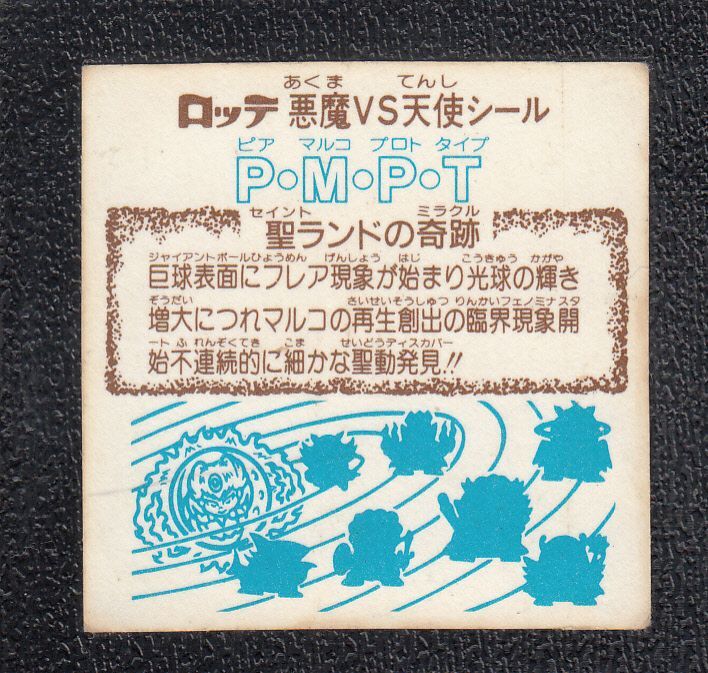 あくま てんし
ロッテ 悪魔VS天使シール
ピア マルコ プロト タイプ
P・M・P・T
セイント ミラクル
聖ランドの奇跡
ジャイアントボールひょうめん げんしょう はじ こうきゅう かがや
巨球表面にフレア現象が始まり光球の輝き
ぞうだい さいせいそうしゅつ りんかいフェノミナスタ
増大につれマルコの再生創出の臨界現象開
ート ふ れんぞくてき こま せいどうディスカバー
始不連続的に細かな聖動発見!!